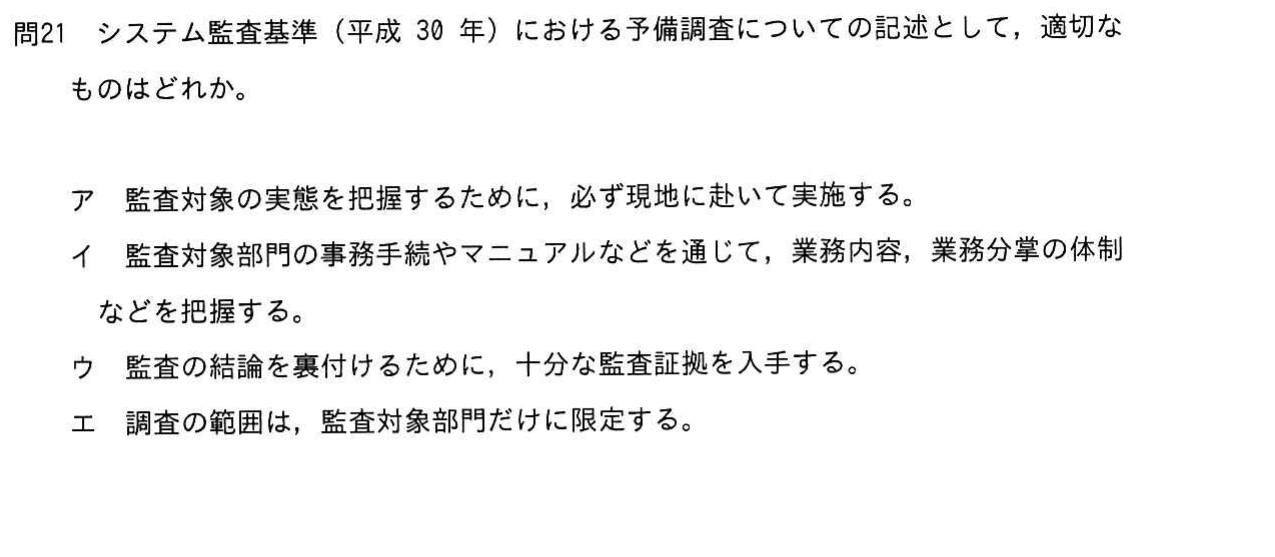 問21　システム監査基準（平成 30 年）における予備調査についての記述として，適切な
ものはどれか。
ア　監査対象の実態を把握するために，必ず現地に赴いて実施する。
イ　監査対象部門の事務手続やマニュアルなどを通じて，業務内容，業務分掌の体制
などを把握する。
ウ　監査の結論を裏付けるために，十分な監査証拠を入手する。
エ　調査の範囲は，監査対象部門だけに限定する。